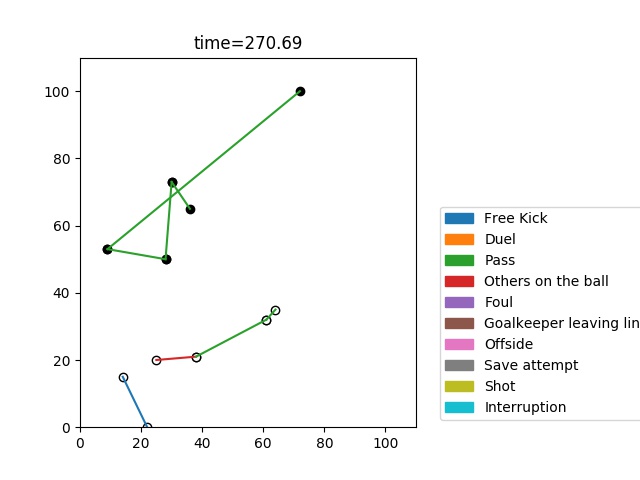 time=270.69
100
80
60
40
20
0
0 20 40 60 80 100
Free Kick
Duel
Pass
Others on the ball
Foul
Goalkeeper leaving lin
Offside
Save attempt
Shot
Interruption